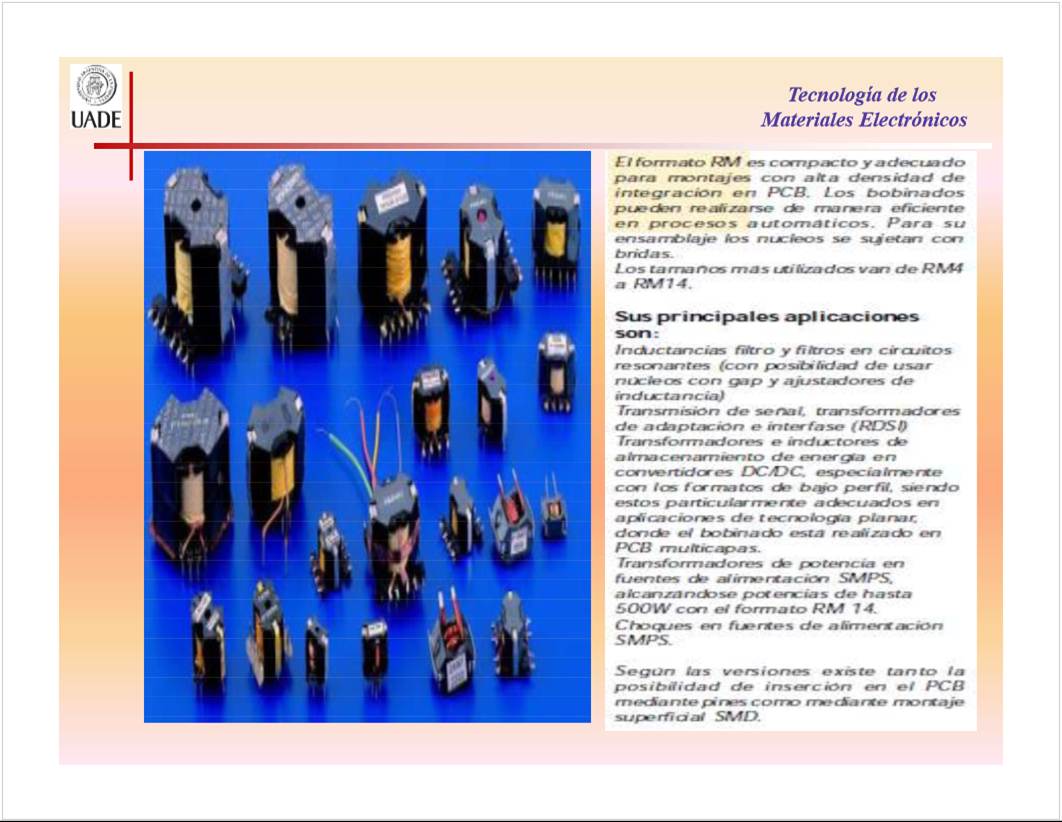 UADE
Tecnología de los
Materiales Electrónicos
El formato RM es compacto y adecuado
para montajes con alta densidad de
integración en PCB. Los bobinados
pueden realizarse de manera eficiente
en procesos automáticos. Para su
ensamblaje los nucleos se sujetan con
bridas.
Los tamaños más utilizados van de RM4
a RM14.
Sus principales aplicaciones
son:
Inductancias filtro y filtros en circuitos
resonantes (con posibilidad de usar
núcleos con gap y ajustadores de
inductancia)
Transmisión de señal, transformadores
de adaptación e interfase (RDSI)
Transformadores e inductores de
almacenamiento de energía en
convertidores DC/DC, especialmente
con los formatos de bajo perfil, siendo
estos particularmente adecuados en
aplicaciones de tecnología planar,
donde el bobinado está realizado en
PCB multicapas.
Transformadores de potencia en
fuentes de alimentación SMPS,
alcanzándose potencias de hasta
500W con el formato RM 14.
Choques en fuentes de alimentación
SMPS.
Según las versiones existe tanto la
posibilidad de inserción en el PCB
mediante pines como mediante montaje
superficial SMD.